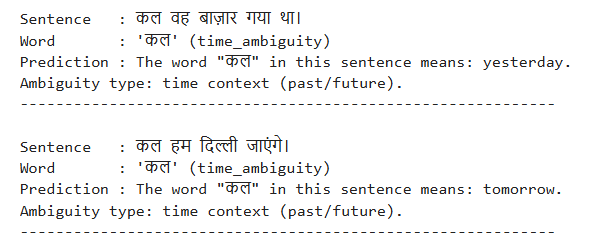 Sentence   : कल वह बाज़ार गया था।
Word       : 'कल' (time_ambiguity)
Prediction : The word "कल" in this sentence means: yesterday.
Ambiguity type: time context (past/future).
------------------------------------------------------------
Sentence   : कल हम दिल्ली जाएंगे।
Word       : 'कल' (time_ambiguity)
Prediction : The word "कल" in this sentence means: tomorrow.
Ambiguity type: time context (past/future).
------------------------------------------------------------